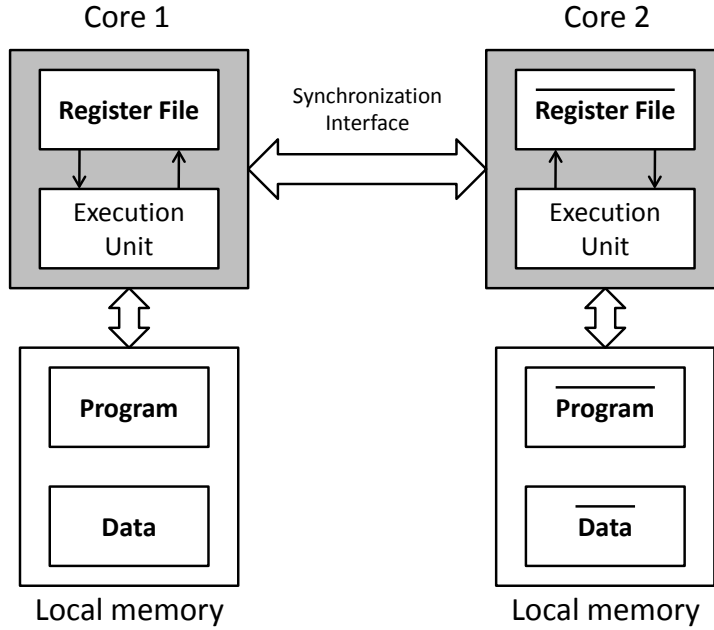 Core 1
Core 2
Register File
Synchronization
Interface
Register File
Execution
Unit
Execution
Unit
Program
Program
Data
Data
Local memory
Local memory